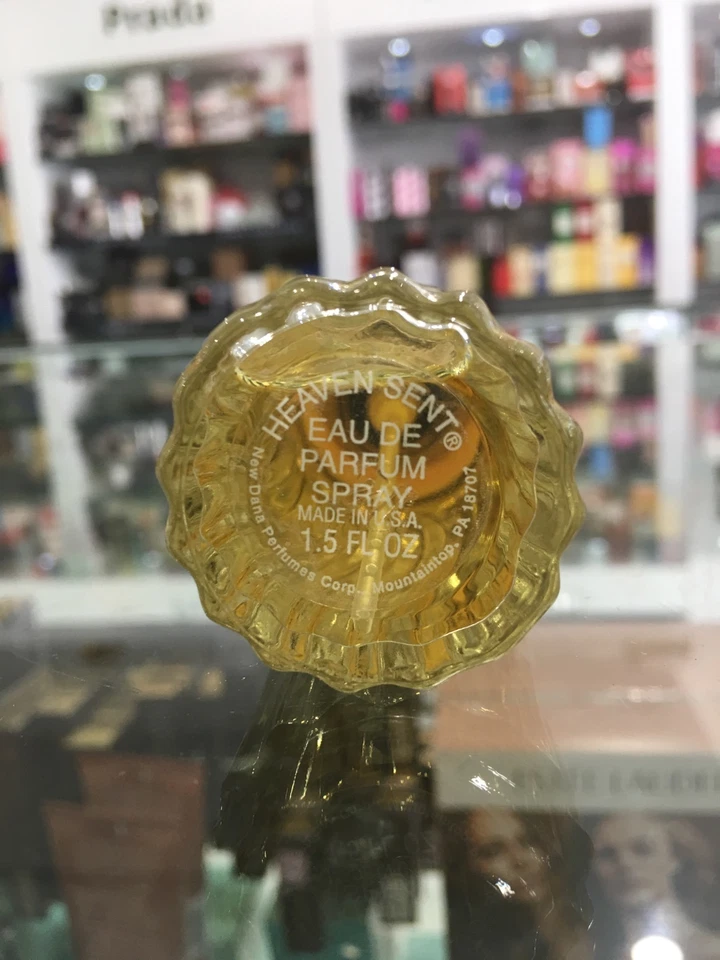 Prada
HEAVEN SENT®
EAU DE
PARFUM
SPRAY
MADE IN U.S.A.
1.5 FL OZ
New Dana Perfumes Corp., Mountaintop, PA 18707